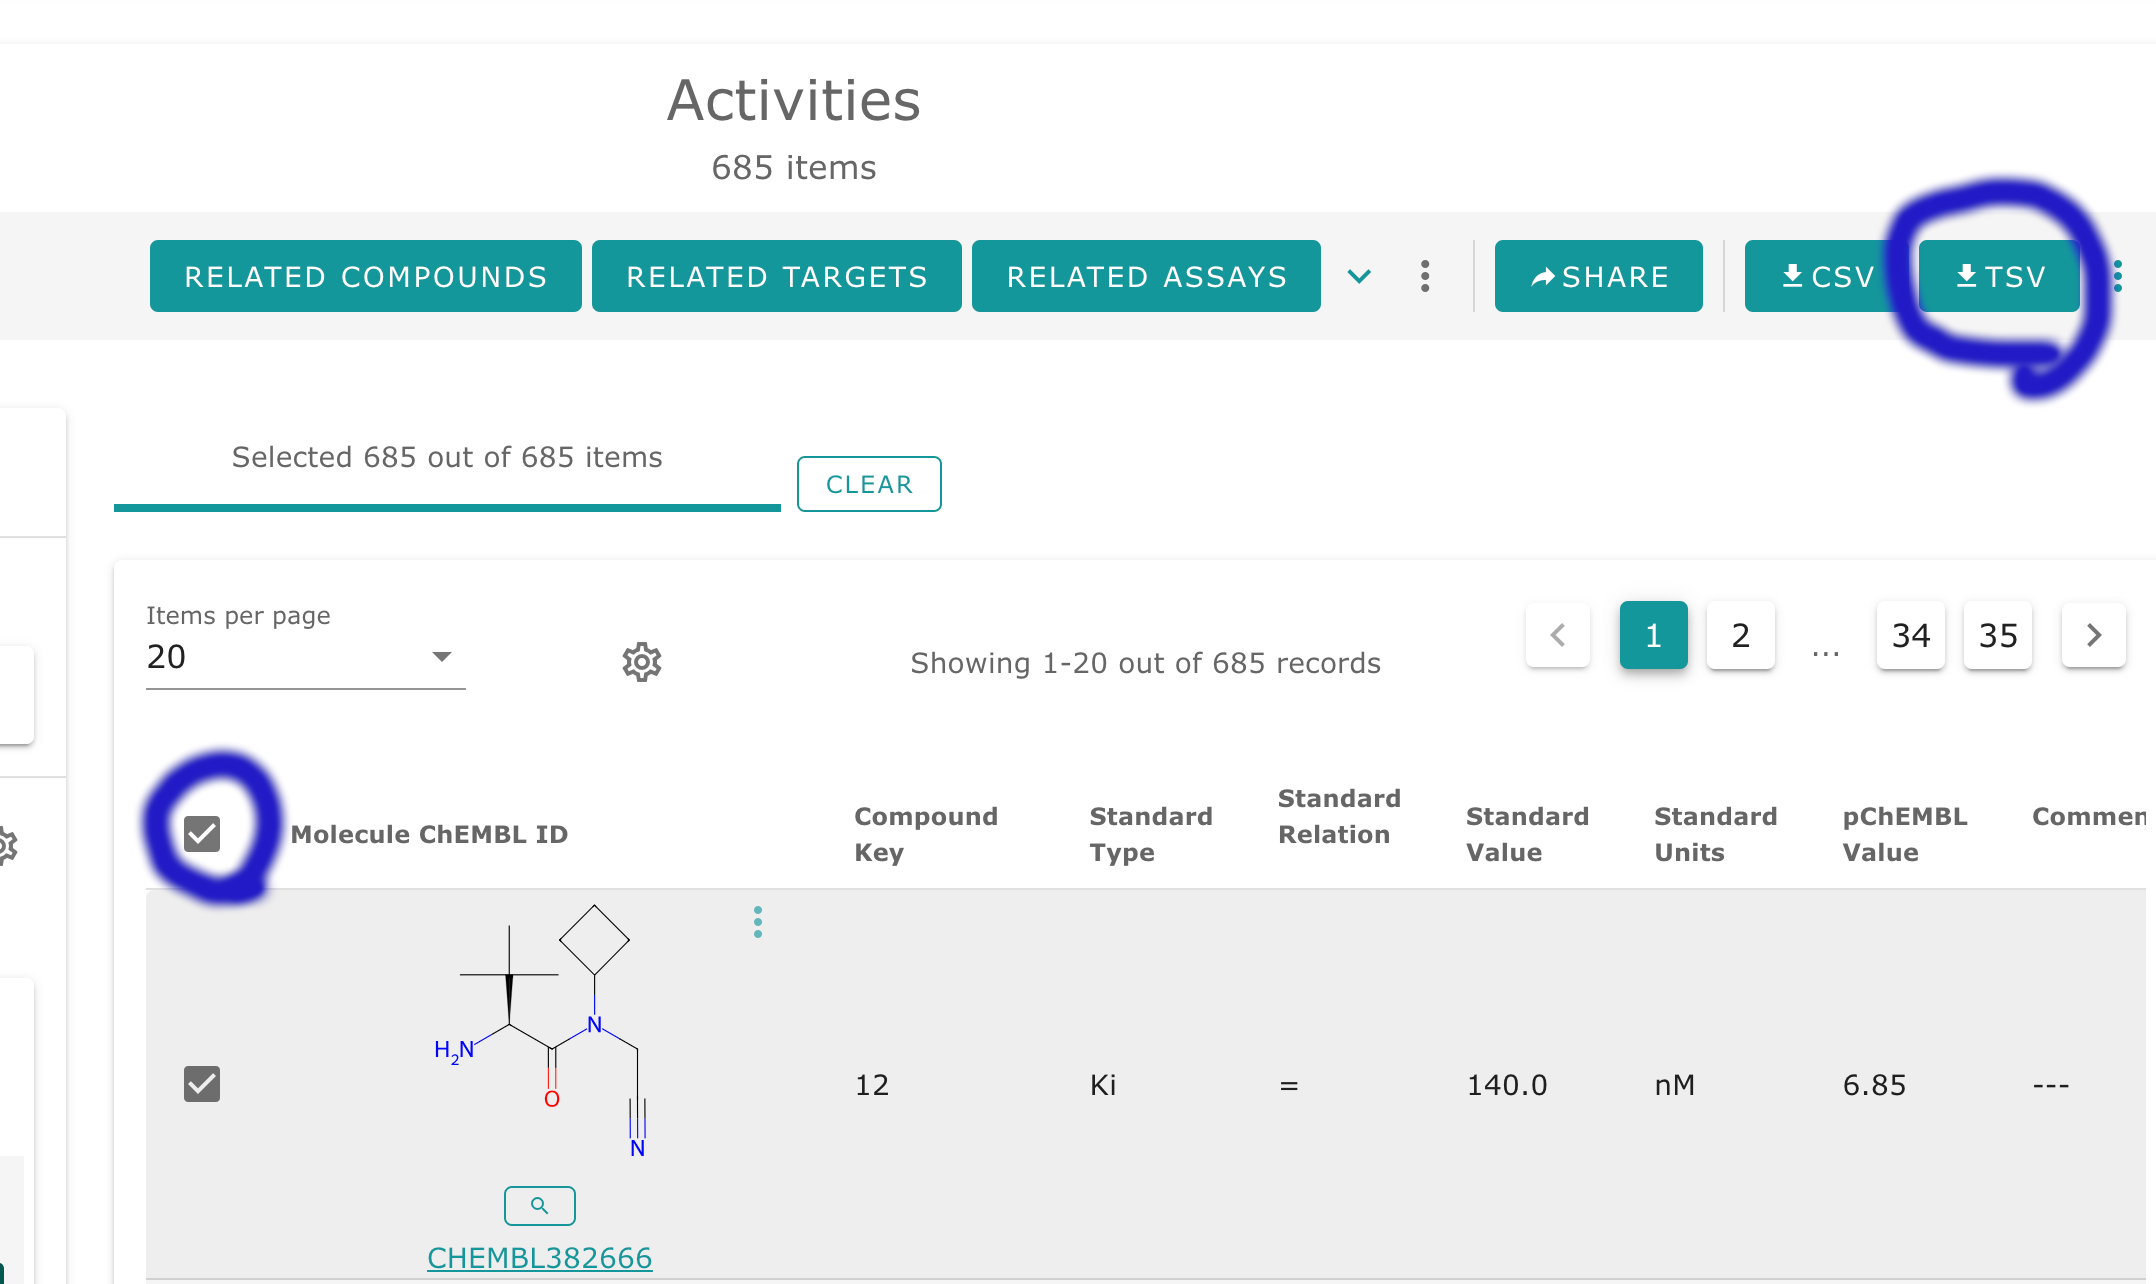 Activities
685 items
RELATED COMPOUNDS RELATED TARGETS RELATED ASSAYS SHARE CSV TSV
Selected 685 out of 685 items
CLEAR
Items per page
20
Showing 1-20 out of 685 records
1 2 ... 34 35
Molecule ChEMBL ID
Compound Key
Standard Type
Standard Relation
Standard Value
Standard Units
pChEMBL Value
Commen
H2N
N
O
N
12 Ki = 140.0 nM 6.85 ---
CHEMBL382666